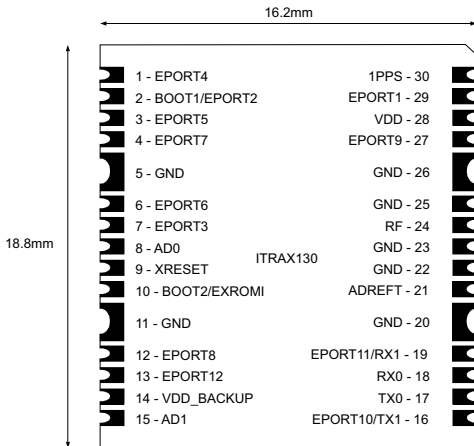 16.2mm
1 - EPORT4
1PPS - 30
2 - BOOT1/EPORT2
EPORT1 - 29
3 - EPORT5
VDD - 28
4 - EPORT7
EPORT9 - 27
5 - GND
GND - 26
6 - EPORT6
GND - 25
7 - EPORT3
RF - 24
18.8mm
8 - AD0
GND - 23
ITRAX130
9 - XRESET
GND - 22
10 - BOOT2/EXROMI
ADREFT - 21
11 - GND
GND - 20
12 - EPORT8
EPORT11/RX1 - 19
13 - EPORT12
RX0 - 18
14 - VDD_BACKUP
TX0 - 17
15 - AD1
EPORT10/TX1 - 16